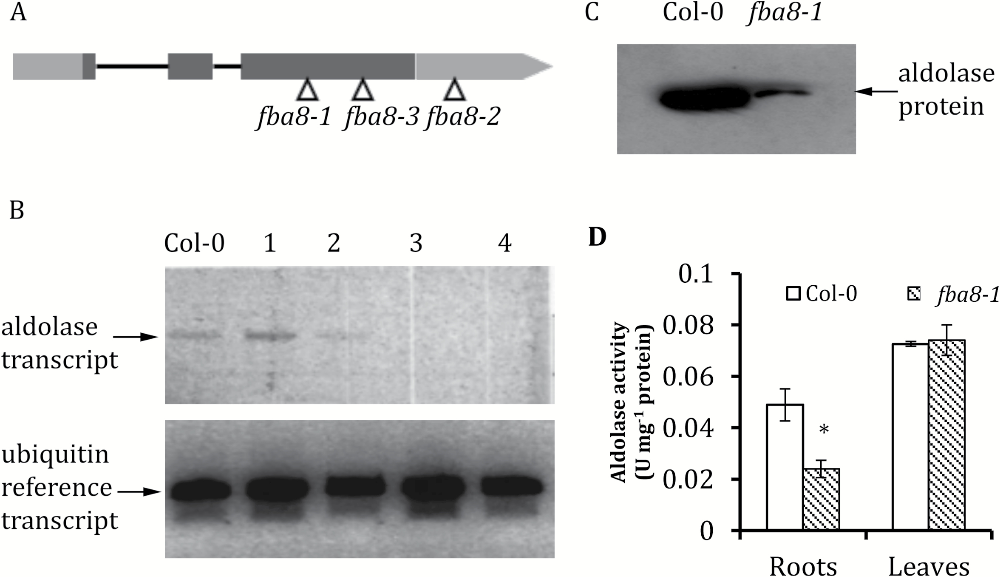 A
fba8-1 fba8-3 fba8-2
C
Col-0 fba8-1
aldolase
protein
B
Col-0 1 2 3 4
aldolase
transcript
ubiquitin
reference
transcript
D
Aldolase activity
(U mg-1 protein)
0.1
0.08
0.06
0.04
0.02
0
Col-0 fba8-1
*
Roots Leaves